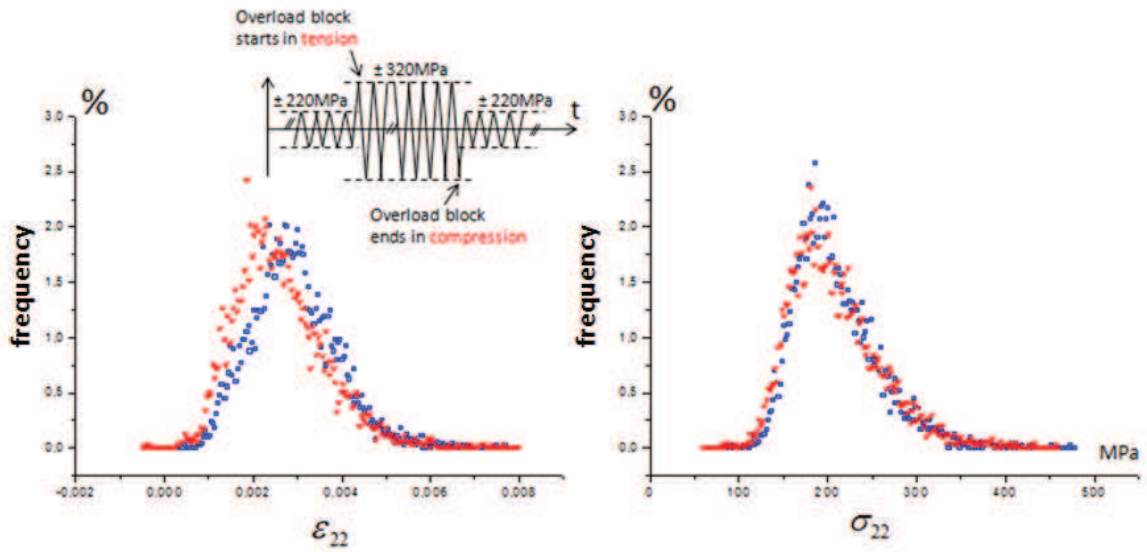 Overload block
starts in tension
± 320MPa
± 220MPa
± 220MPa
t
Overload block
ends in compression
%
3.0
2.5
2.0
1.5
1.0
0.5
0.0
frequency
-0.002
0.000
0.002
0.004
0.006
0.008
ε22
%
3.0
2.5
2.0
1.5
1.0
0.5
0.0
frequency
MPa
0
100
200
300
400
500
σ22